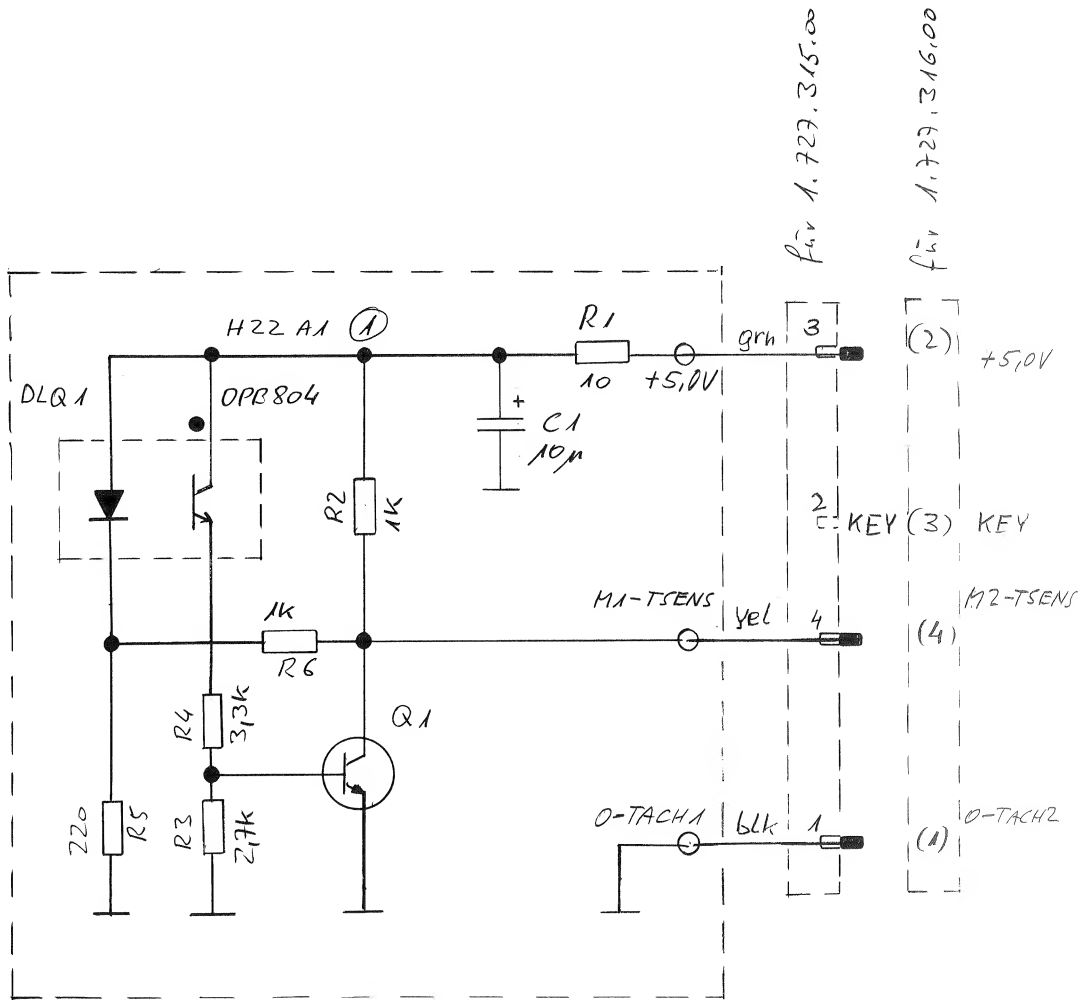 für 1.727.315.00
für 1.727.316.00
H22 A1 1
R1
grn
3
(2)
+5,0V
10
+5,0V
DLQ1
OPB804
+
C1
10µ
R2
1K
2
KEY
(3)
KEY
M1-TSENS
yel
4
(4)
M2-TSENS
1K
R6
R4
3,3K
Q1
220
R5
R3
2,7K
0-TACH1
blk
1
(1)
0-TACH2